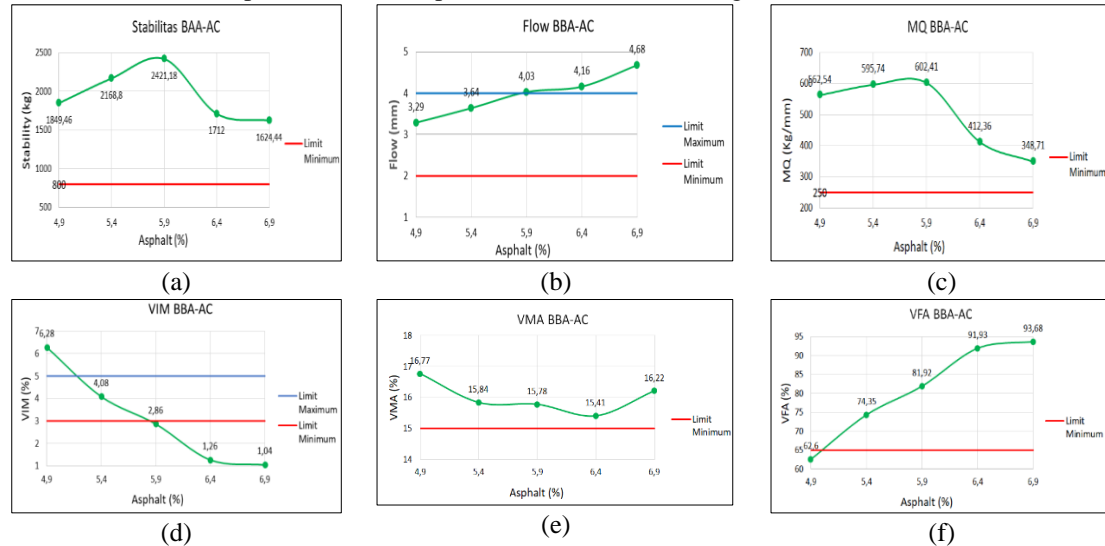 Stabilitas BAA-AC
2500
2000
1500
1000
500
Stability (kg)
1849,46
2168,8
2421,18
1712
1624,44
800
4,9
5,4
5,9
6,4
6,9
Asphalt (%)
Limit
Minimum
(a)
Flow BBA-AC
5
4
3
2
1
Flow (mm)
3,29
3,64
4,03
4,16
4,68
4,9
5,4
5,9
6,4
6,9
Asphalt (%)
Limit
Maximum
Limit
Minimum
(b)
MQ BBA-AC
700
600
500
400
300
200
MQ (Kg/mm)
562,54
595,74
602,41
412,36
348,71
250
4,9
5,4
5,9
6,4
6,9
Asphalt (%)
Limit
Minimum
(c)
VIM BBA-AC
7
6
5
4
3
2
1
VIM (%)
6,28
4,08
2,86
1,26
1,04
4,9
5,4
5,9
6,4
6,9
Asphalt (%)
Limit
Maximum
Limit
Minimum
(d)
VMA BBA-AC
18
17
16
15
14
VMA (%)
16,77
15,84
15,78
15,41
16,22
4,9
5,4
5,9
6,4
6,9
Asphalt (%)
Limit
Minimum
(e)
VFA BBA-AC
95
90
85
80
75
70
65
60
VFA (%)
62,6
74,35
81,92
91,93
93,68
4,9
5,4
5,9
6,4
6,9
Asphalt (%)
Limit
Minimum
(f)